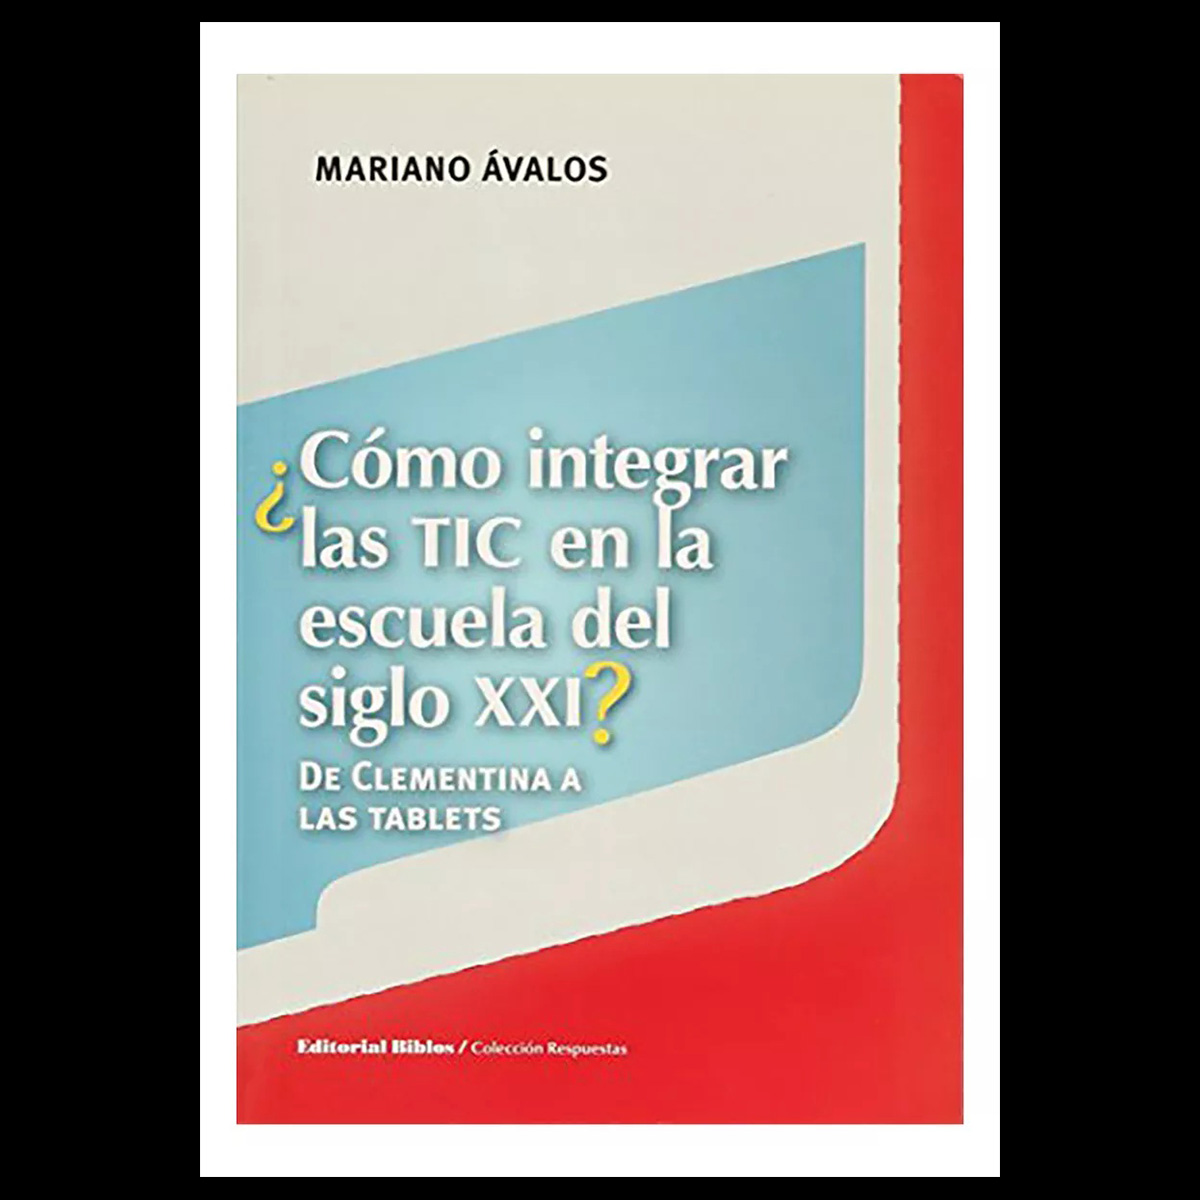 MARIANO ÁVALOS
¿Cómo integrar
las TIC en la
escuela del
siglo XXI?
DE CLEMENTINA A
LAS TABLETS
Editorial Biblos / Colección Respuestas